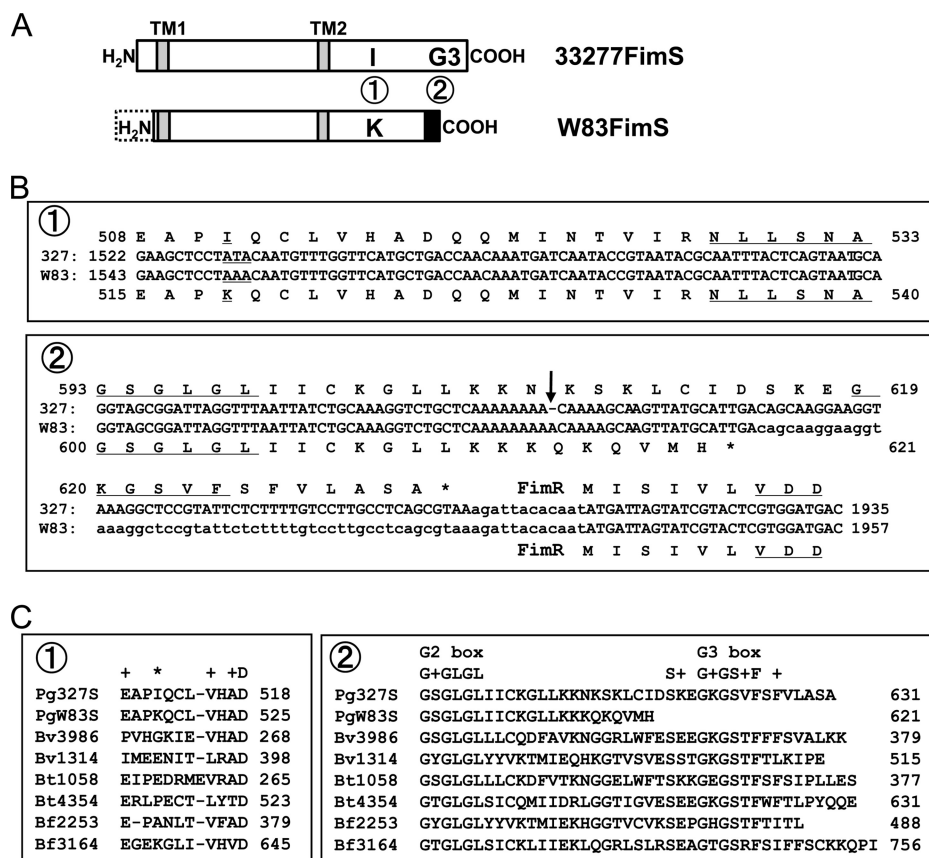 A
TM1 TM2
H2N I G3 COOH 33277FimS
① ②
H2N K COOH W83FimS
B
①
508 E A P I Q C L V H A D Q Q M I N T V I R N L L S N A 533
327: 1522 GAAGCTCCTATACAATGTTTGGTTCATGCTGACCAACAAATGATCAATACCGTAATACGCAATTTACTCAGTAATGCA
W83: 1543 GAAGCTCCTAAACAATGTTTGGTTCATGCTGACCAACAAATGATCAATACCGTAATACGCAATTTACTCAGTAATGCA
515 E A P K Q C L V H A D Q Q M I N T V I R N L L S N A 540
②
593 G S G L G L I I C K G L L K K N K S K L C I D S K E G 619
327: GGTAGCGGATTAGGTTTAATTATCTGCAAAGGTCTGCTCAAAAAAAA-CAAAAGCAAGTTATGCATTGACAGCAAGGAAGGT
W83: GGTAGCGGATTAGGTTTAATTATCTGCAAAGGTCTGCTCAAAAAAAAACAAAAGCAAGTTATGCATTGAcagcaaggaaggt
600 G S G L G L I I C K G L L K K K Q K Q V M H * 621
620 K G S V F S F V L A S A * FimR M I S I V L V D D
327: AAAGGCTCCGTATTCTCTTTTGTCCTTGCCTCAGCGTAAagattacacaatATGATTAGTATCGTACTCGTGGATGAC 1935
W83: aaaggctccgtattctcttttgtccttgcctcagcgtaaagattacacaatATGATTAGTATCGTACTCGTGGATGAC 1957
FimR M I S I V L V D D
C
①
+ * + +D
Pg327S EAPIQCL-VHAD 518
PgW83S EAPKQCL-VHAD 525
Bv3986 PVHGKIE-VHAD 268
Bv1314 IMEENIT-LRAD 398
Bt1058 EIPEDRMEVRAD 265
Bt4354 ERLPECT-LYTD 523
Bf2253 E-PANLT-VFAD 379
Bf3164 EGEKGLI-VHVD 645
②
G2 box G3 box
G+GLGL S+ G+GS+F +
Pg327S GSGLGLIICKGLLKKNKSKLCIDSKEGKGSVFSFVLASA 631
PgW83S GSGLGLIICKGLLKKKQKQVMH 621
Bv3986 GSGLGLLLCQDFAVKNGGRLWFESEEGKGSTFFFSVALKK 379
Bv1314 GYGLGLYYVKTMIEQHKGTVSVESSTGKGSTFTLKIPE 515
Bt1058 GSGLGLLLCKDFVTKNGGELWFTSKKGEGSTFSFSIPLLES 377
Bt4354 GTGLGLSICQMIIDRLGGTIGVESEEGKGSTFWFTLPYQQE 631
Bf2253 GYGLGLYYVKTMIEKHGGTVCVKSEPGHGSTFTITL 488
Bf3164 GTGLGLSICKLIIEKLQGRLSLRSEAGTGSRFSIFFSCKKQPI 756